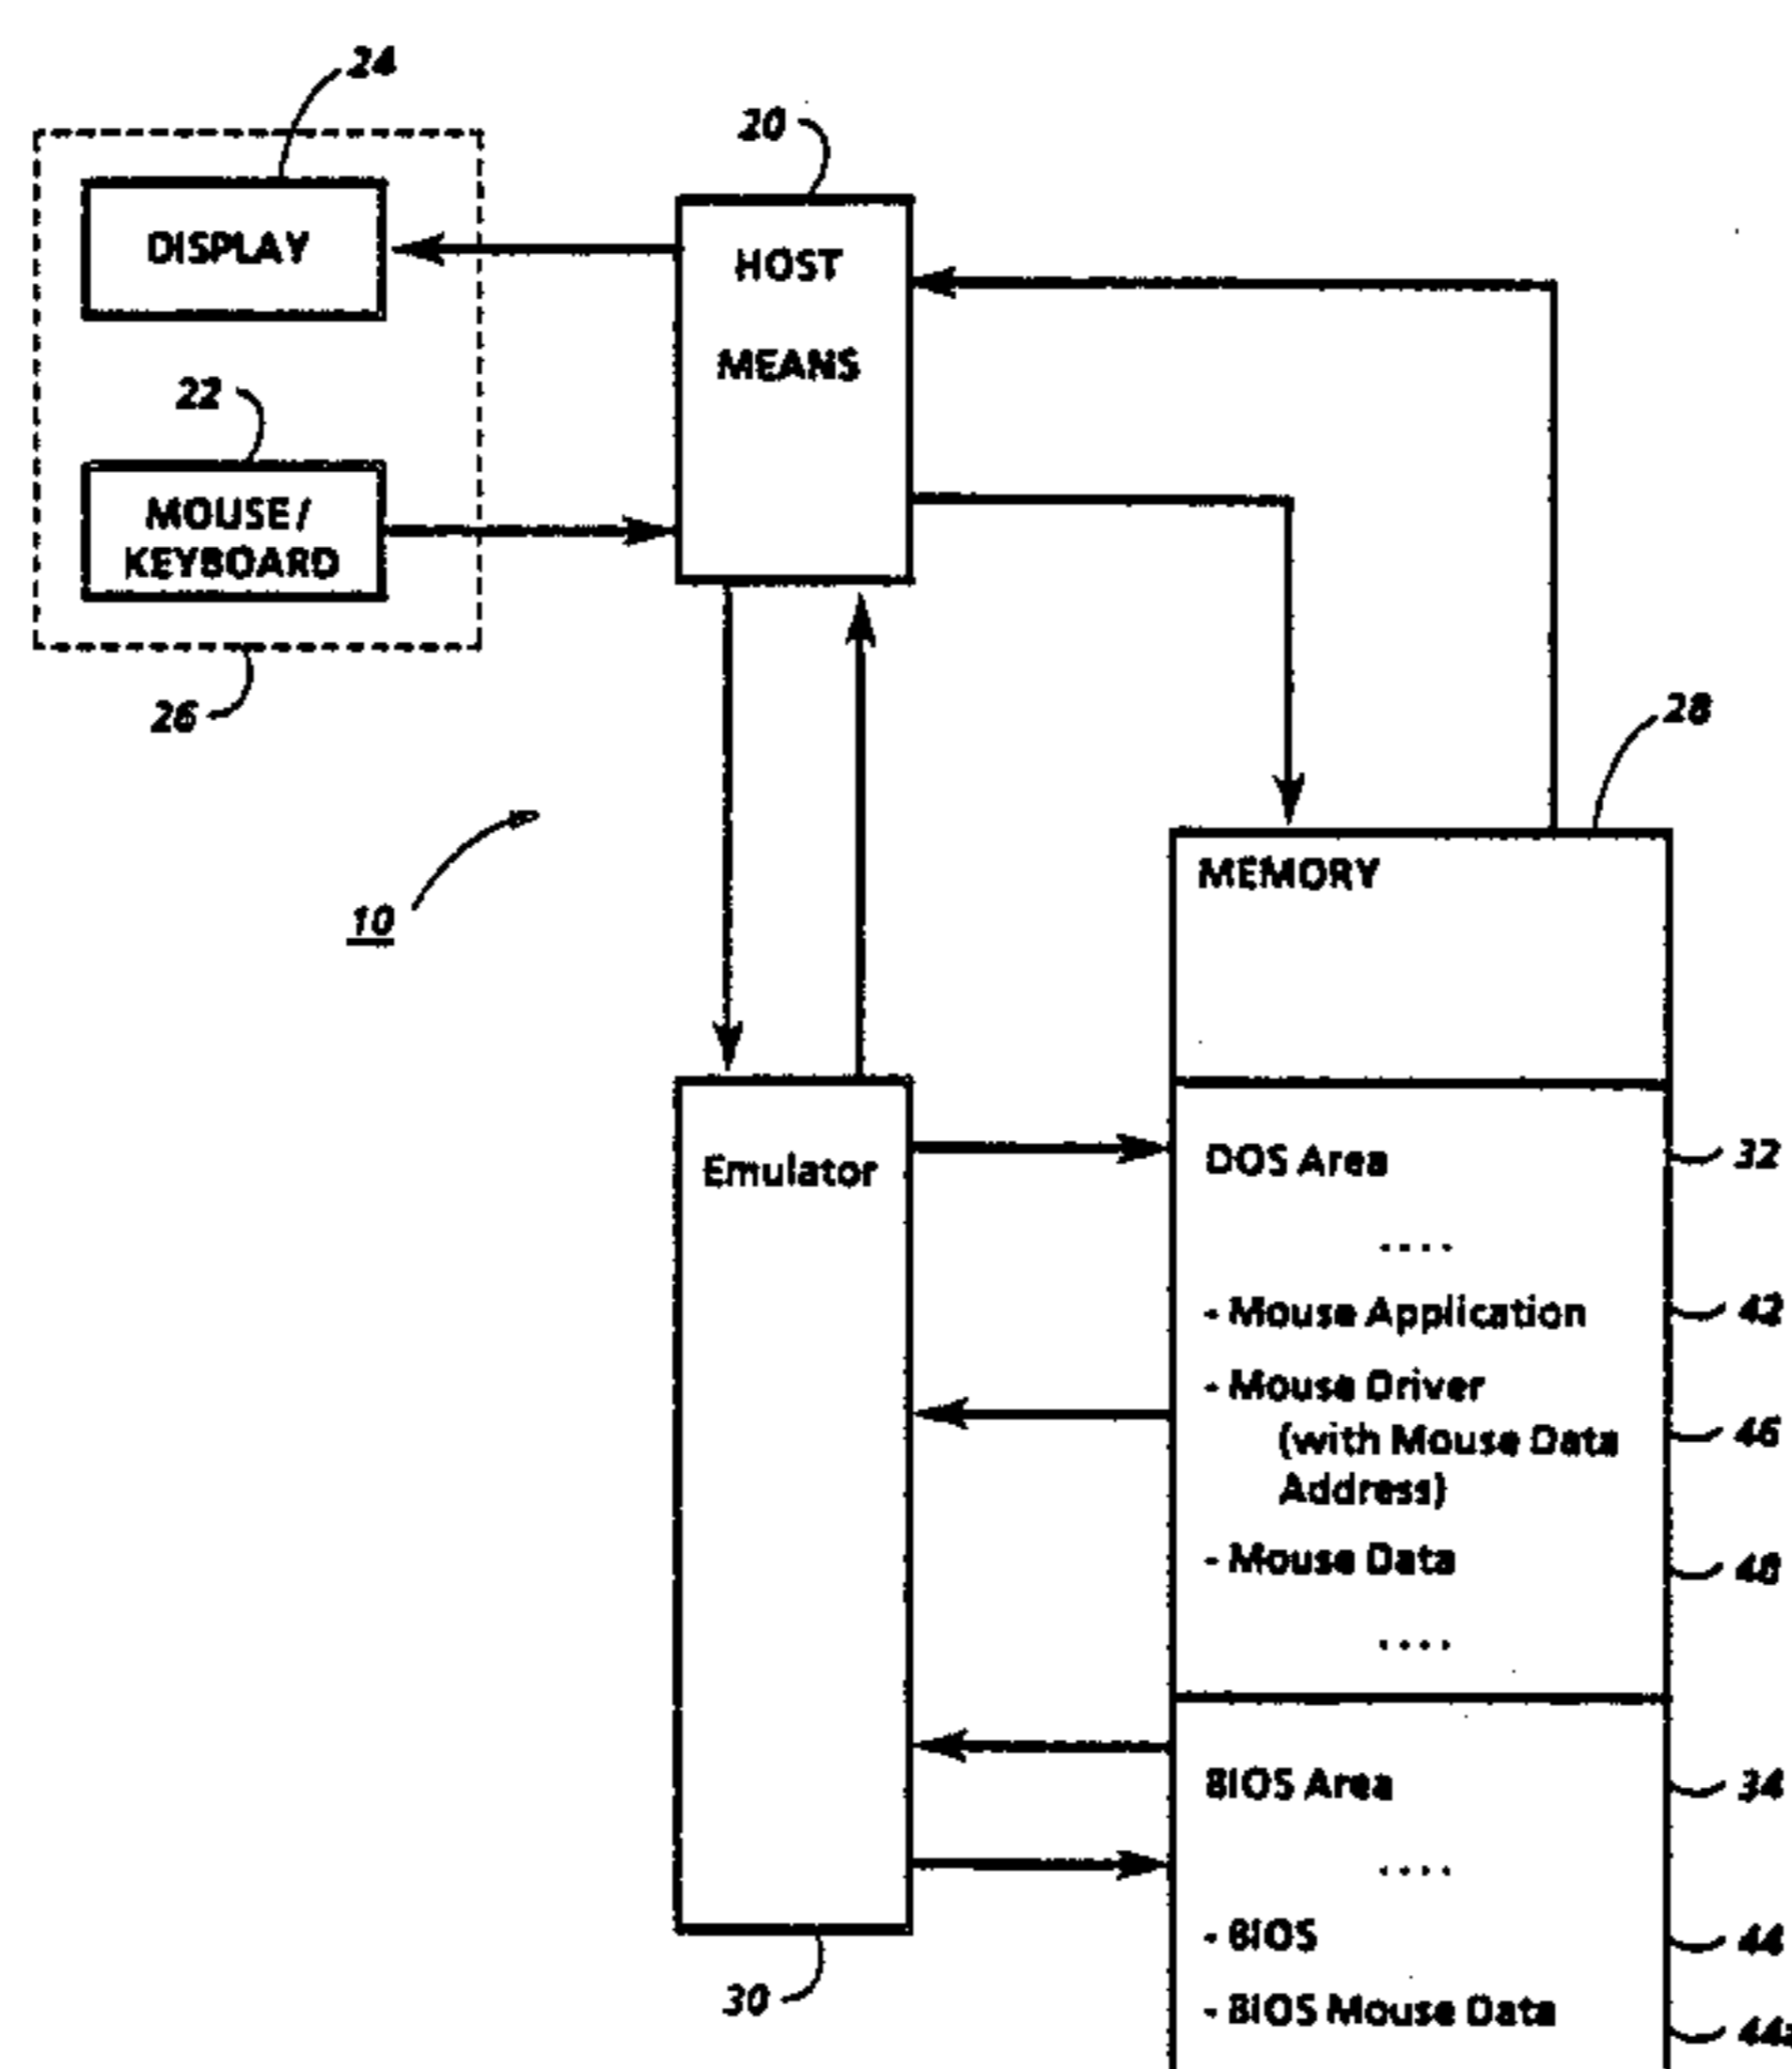 24
20
DISPLAY
HOST
MEANS
22
MOUSE/
KEYBOARD
26
28
10
MEMORY
Emulator
DOS Area
32
....
- Mouse Application
42
- Mouse Driver
(with Mouse Data
46
Address)
- Mouse Data
....
BIOS Area
34
....
- BIOS
44
- BIOS Mouse Data
30